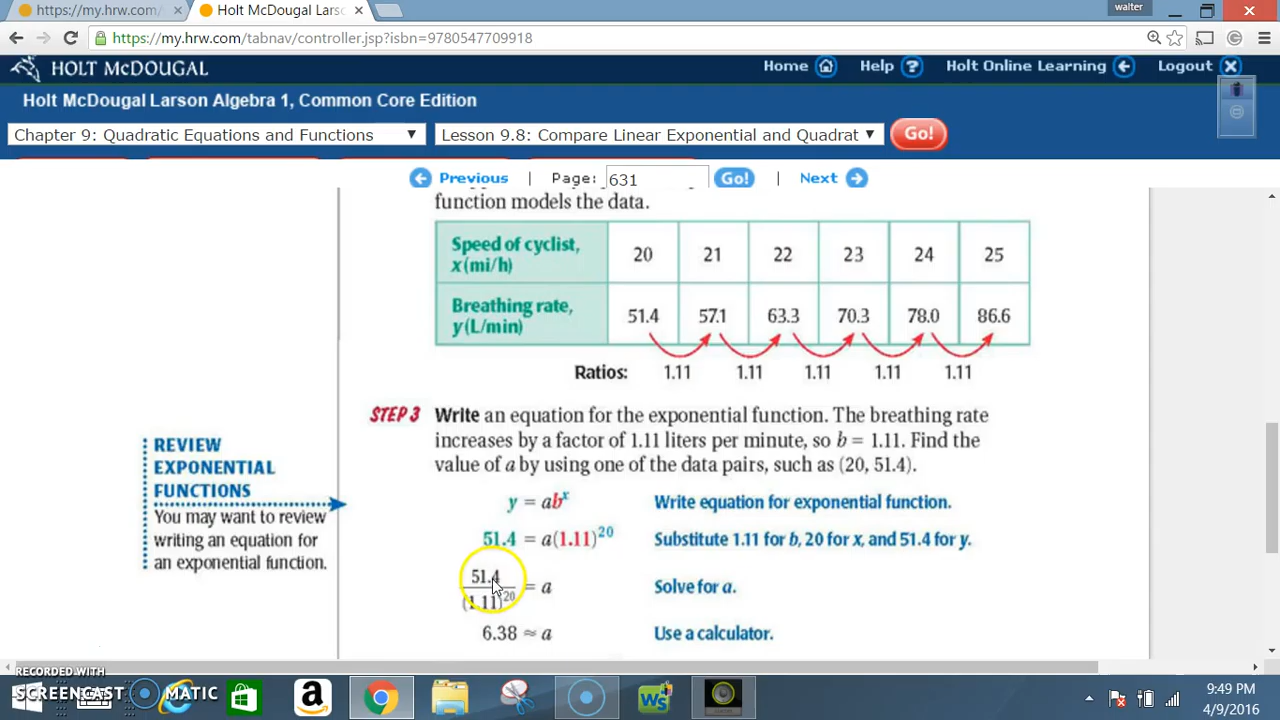 https://my.hrw.com/tabnav/ ×
Holt McDougal Lars ×
walter
https://my.hrw.com/tabnav/controller.jsp?isbn=9780547709918
HOLT McDOUGAL
Home
Help ?
Holt Online Learning
Logout
Holt McDougal Larson Algebra 1, Common Core Edition
Chapter 9: Quadratic Equations and Functions
Lesson 9.8: Compare Linear Exponential and Quadrat
Go!
Previous | Page: 631 Go! | Next
function models the data.
Speed of cyclist, x (mi/h) 20 21 22 23 24 25
Breathing rate, y (L/min) 51.4 57.1 63.3 70.3 78.0 86.6
Ratios: 1.11 1.11 1.11 1.11 1.11
STEP 3 Write an equation for the exponential function. The breathing rate
increases by a factor of 1.11 liters per minute, so b = 1.11. Find the
value of a by using one of the data pairs, such as (20, 51.4).
REVIEW
EXPONENTIAL
FUNCTIONS
You may want to review
writing an equation for
an exponential function.
y = ab^x Write equation for exponential function.
51.4 = a(1.11)^20 Substitute 1.11 for b, 20 for x, and 51.4 for y.
51.4/(1.11)^20 = a Solve for a.
6.38 ≈ a Use a calculator.
RECORDED WITH
SCREENCAST MATIC
9:49 PM
4/9/2016